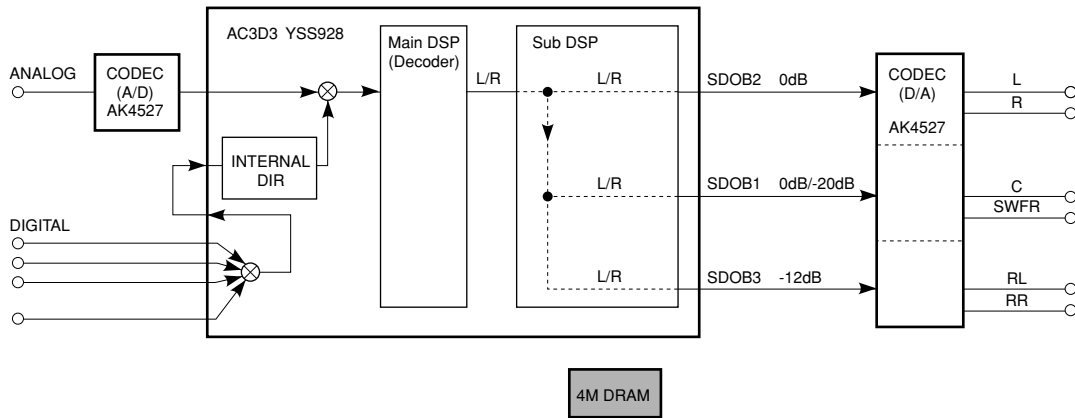 AC3D3 YSS928
Main DSP
(Decoder)
Sub DSP
ANALOG
CODEC
(A/D)
AK4527
L/R
L/R
SDOB2 0dB
CODEC
(D/A)
AK4527
L
R
INTERNAL
DIR
L/R
SDOB1 0dB/-20dB
C
SWFR
DIGITAL
L/R
SDOB3 -12dB
RL
RR
4M DRAM